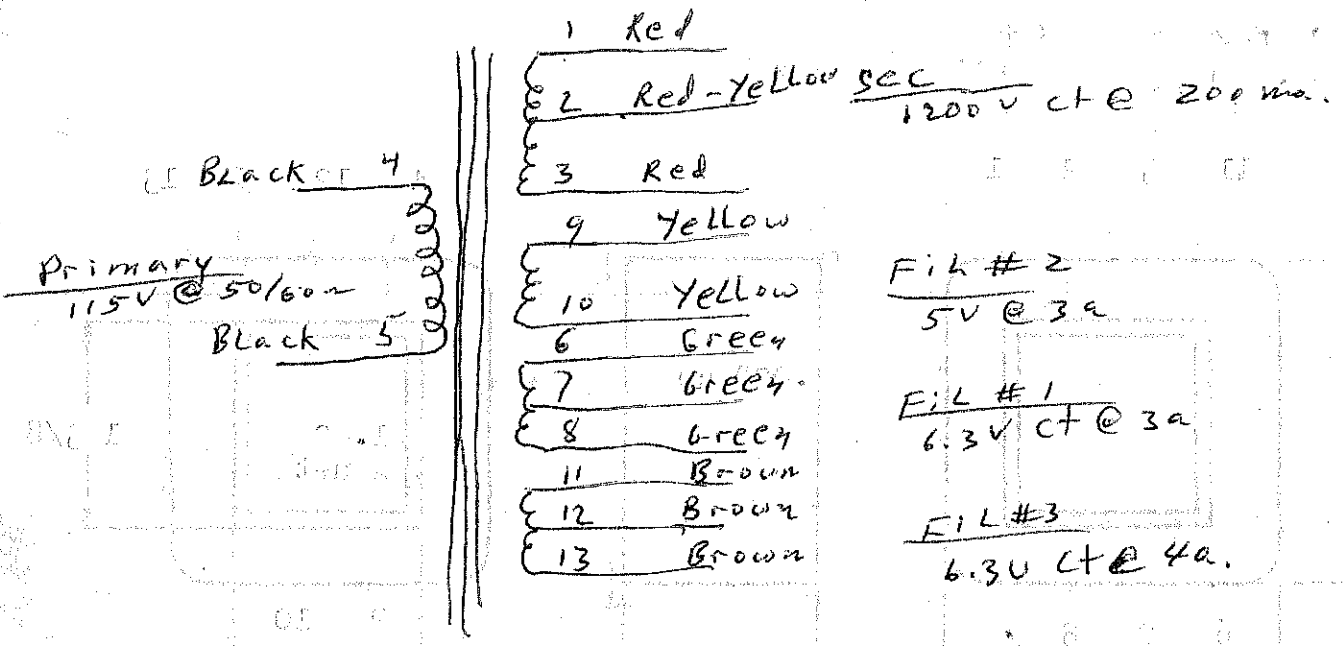 1 Red
2 Red-Yellow
sec
1200 V ct @ 200 ma.
3 Red
Black 4
9 Yellow
Primary
115V @ 50/60~
10 Yellow
Fil # 2
5V @ 3a
Black 5
6 Green
7 Green
Fil # 1
6.3V ct @ 3a
8 Green
11 Brown
12 Brown
Fil #3
6.3V ct @ 4a.
13 Brown